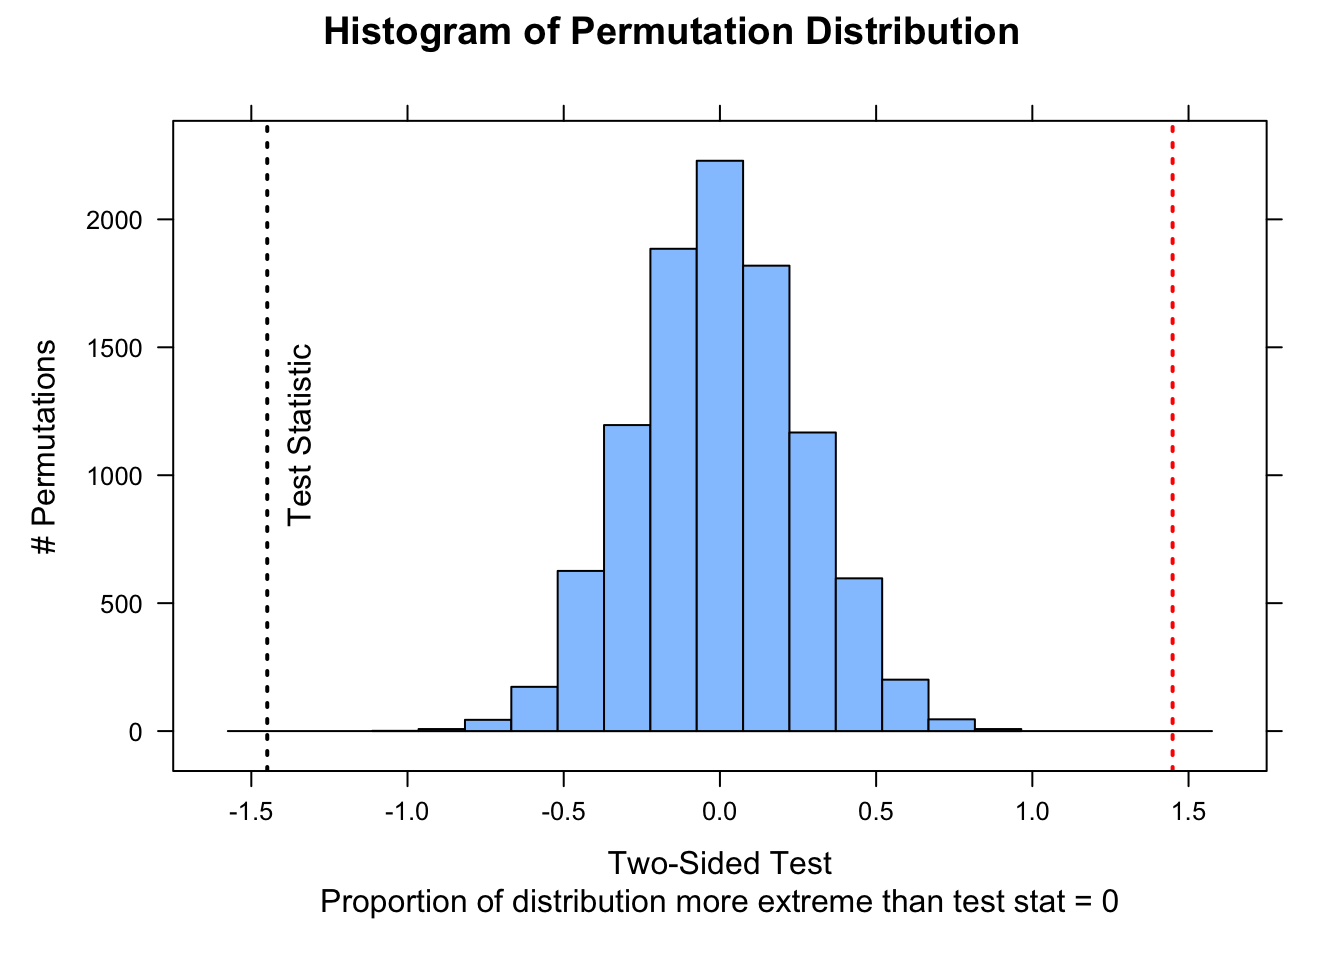 Histogram of Permutation Distribution
# Permutations
2000
1500
1000
500
0
Test Statistic
-1.5 -1.0 -0.5 0.0 0.5 1.0 1.5
Two-Sided Test
Proportion of distribution more extreme than test stat = 0